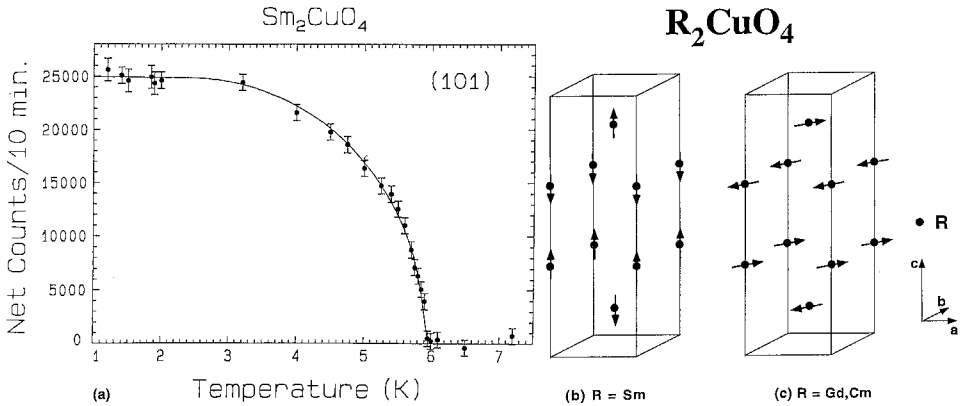 Sm₂CuO₄
R₂CuO₄
(101)
Net Counts/10 min.
25000
20000
15000
10000
5000
0
1 2 3 4 5 6 7
Temperature (K)
(a)
R
c
b
a
(b) R = Sm
(c) R = Gd,Cm